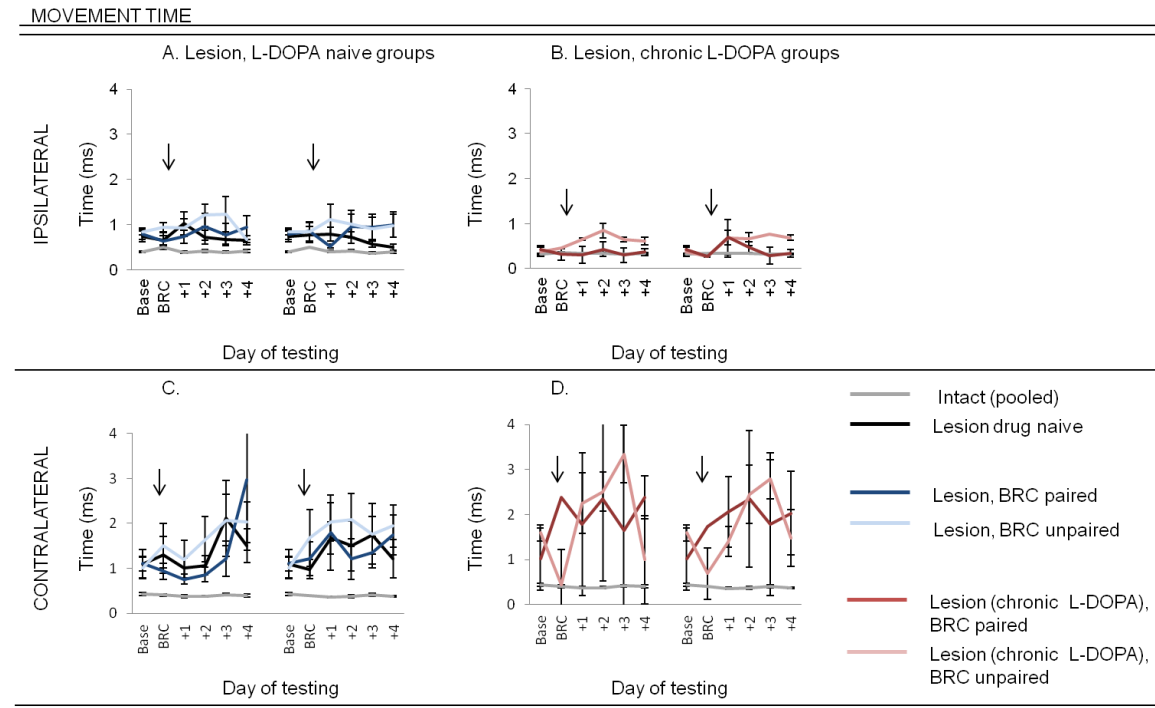 MOVEMENT TIME
A. Lesion, L-DOPA naive groups
B. Lesion, chronic L-DOPA groups
IPSILATERAL
Time (ms)
4
3
2
1
0
Base
BRC
+1
+2
+3
+4
Base
BRC
+1
+2
+3
+4
Day of testing
Time (ms)
4
3
2
1
0
Base
BRC
+1
+2
+3
+4
Base
BRC
+1
+2
+3
+4
Day of testing
CONTRALATERAL
C.
Time (ms)
4
3
2
1
0
Base
BRC
+1
+2
+3
+4
Base
BRC
+1
+2
+3
+4
Day of testing
D.
Time (ms)
4
3
2
1
0
Base
BRC
+1
+2
+3
+4
Base
BRC
+1
+2
+3
+4
Day of testing
Intact (pooled)
Lesion drug naive
Lesion, BRC paired
Lesion, BRC unpaired
Lesion (chronic L-DOPA),
BRC paired
Lesion (chronic L-DOPA),
BRC unpaired